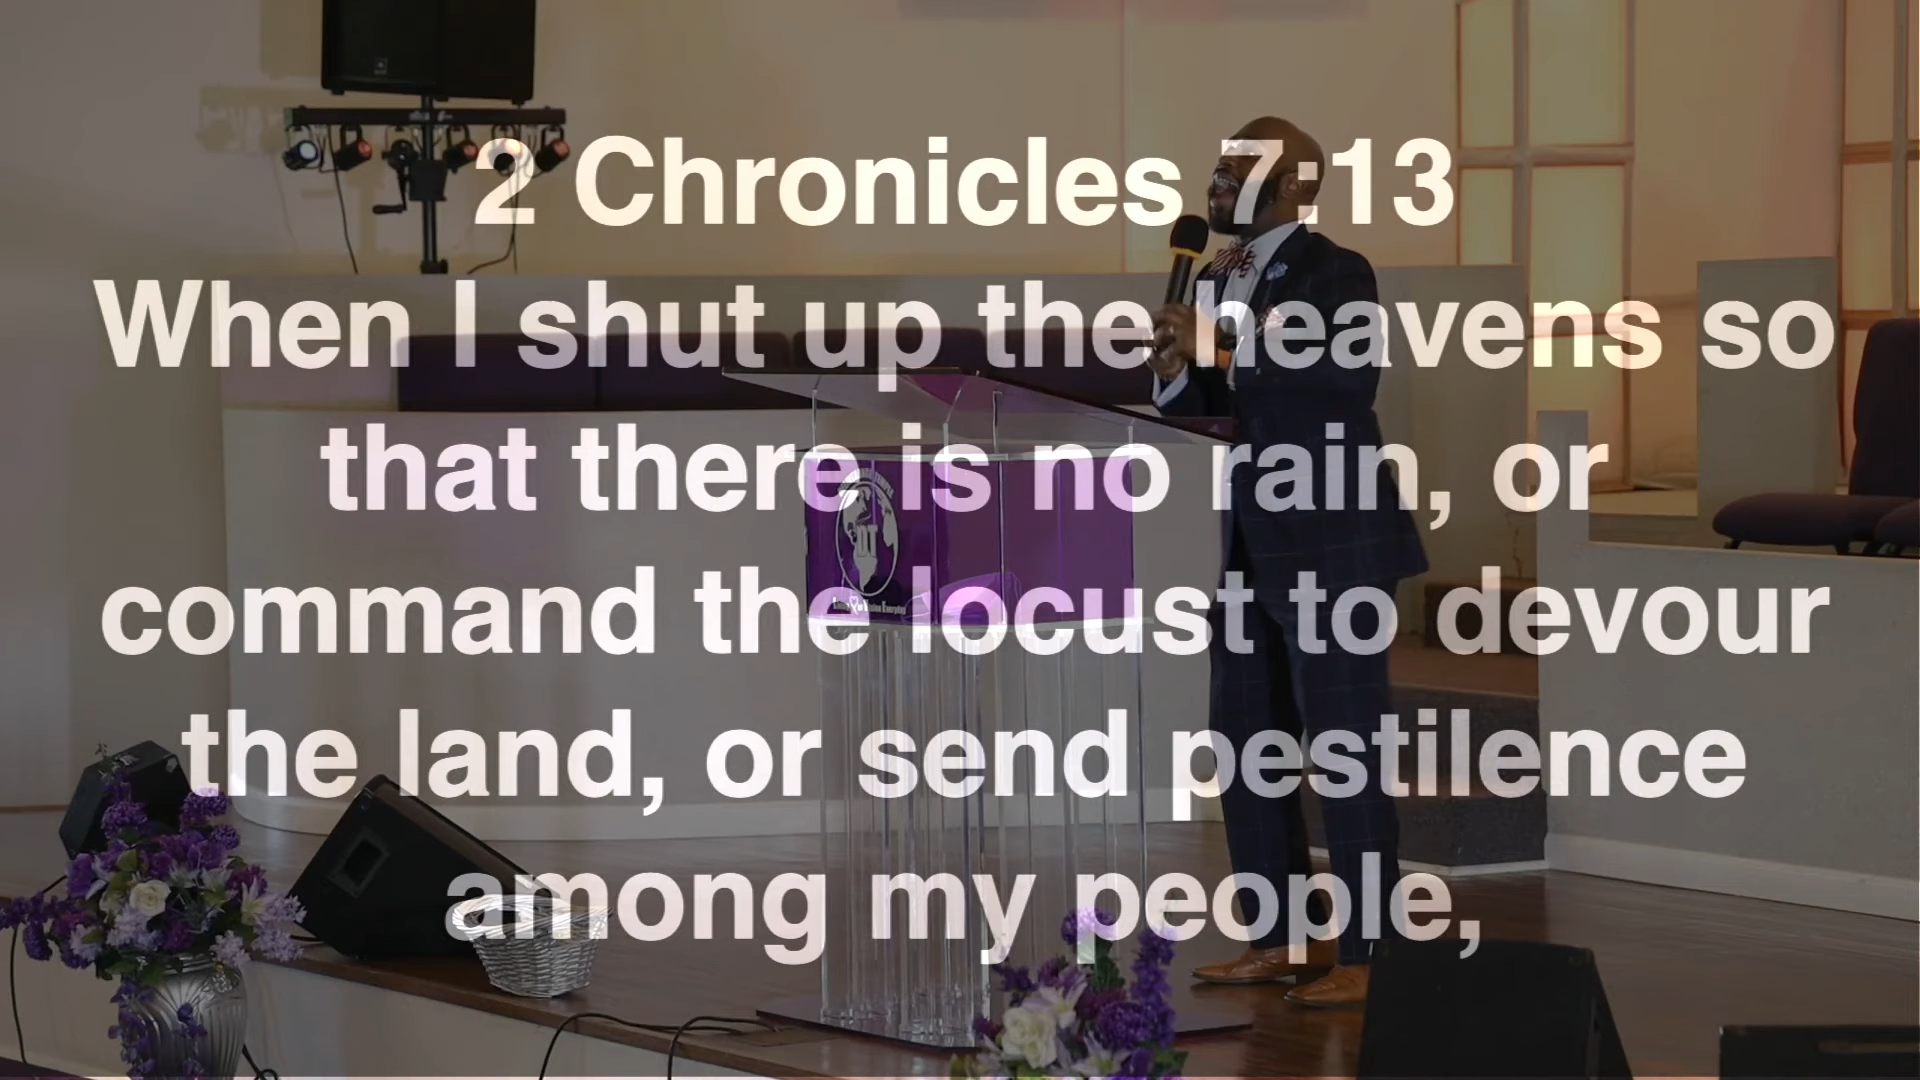 2 Chronicles 7:13
When I shut up the heavens so
that there is no rain, or
command the locust to devour
the land, or send pestilence
among my people,